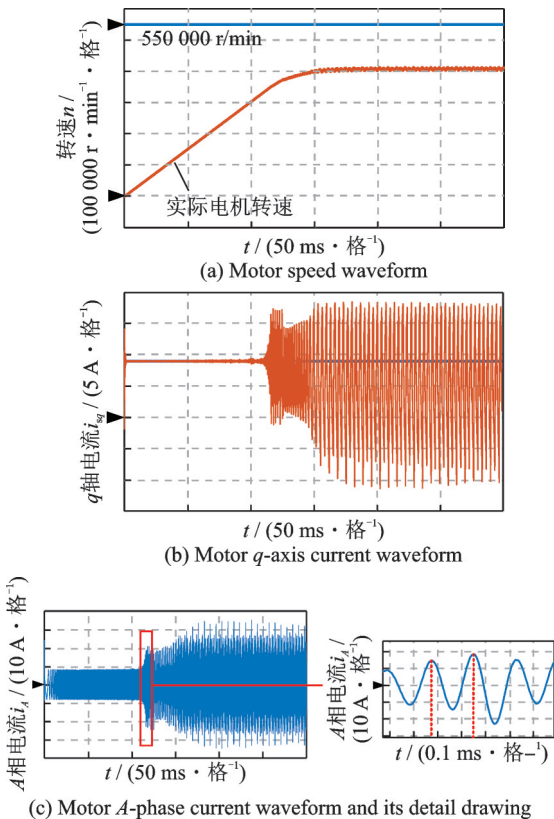 550 000 r/min
转速n /
(100 000 r・min⁻¹・格⁻¹)
实际电机转速
t / (50 ms・格⁻¹)
(a) Motor speed waveform
q轴电流isq / (5 A・格⁻¹)
t / (50 ms・格⁻¹)
(b) Motor q-axis current waveform
A相电流iA / (10 A・格⁻¹)
t / (50 ms・格⁻¹)
A相电流iA /
(10 A・格⁻¹)
t / (0.1 ms・格–¹)
(c) Motor A-phase current waveform and its detail drawing